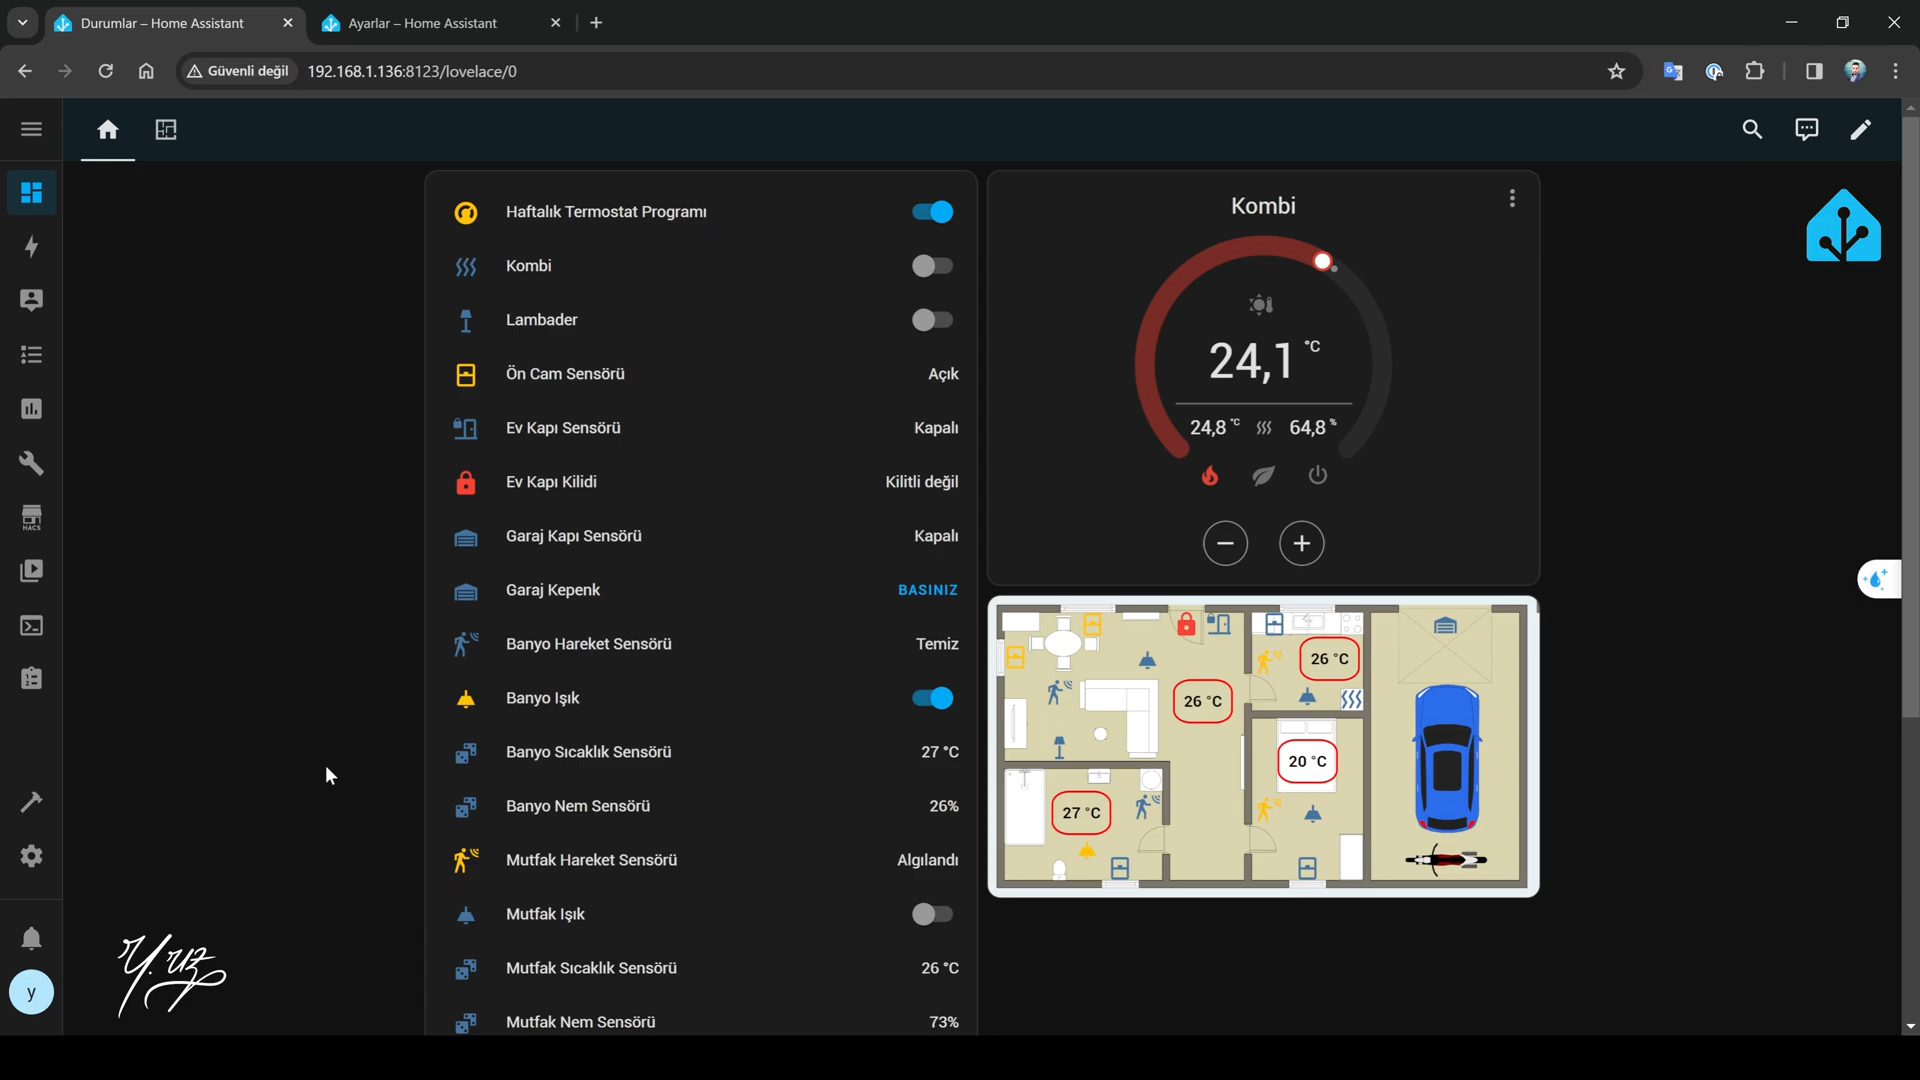 Durumlar – Home Assistant
Ayarlar – Home Assistant
Güvenli değil
192.168.1.136:8123/lovelace/0
HACS
y
Haftalık Termostat Programı
Kombi
Lambader
Ön Cam Sensörü Açık
Ev Kapı Sensörü Kapalı
Ev Kapı Kilidi Kilitli değil
Garaj Kapı Sensörü Kapalı
Garaj Kepenk BASINIZ
Banyo Hareket Sensörü Temiz
Banyo Işık
Banyo Sıcaklık Sensörü 27 °C
Banyo Nem Sensörü 26%
Mutfak Hareket Sensörü Algılandı
Mutfak Işık
Mutfak Sıcaklık Sensörü 26 °C
Mutfak Nem Sensörü 73%
Kombi
24,1 °C
24,8 °C 64,8 %
26 °C
26 °C
20 °C
27 °C
Y.uz